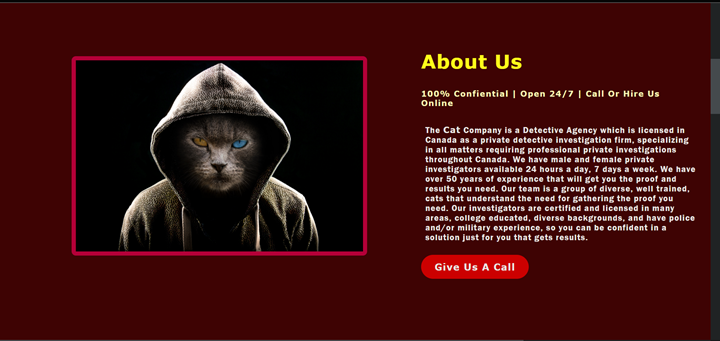 About Us
100% Confiential | Open 24/7 | Call Or Hire Us
Online
The Cat Company is a Detective Agency which is licensed in
Canada as a private detective investigation firm, specializing
in all matters requiring professional private investigations
throughout Canada. We have male and female private
investigators available 24 hours a day, 7 days a week. We have
over 50 years of experience that will get you the proof and
results you need. Our team is a group of diverse, well trained,
cats that understand the need for gathering the proof you
need. Our investigators are certified and licensed in many
areas, college educated, diverse backgrounds, and have police
and/or military experience, so you can be confident in a
solution just for you that gets results.
Give Us A Call